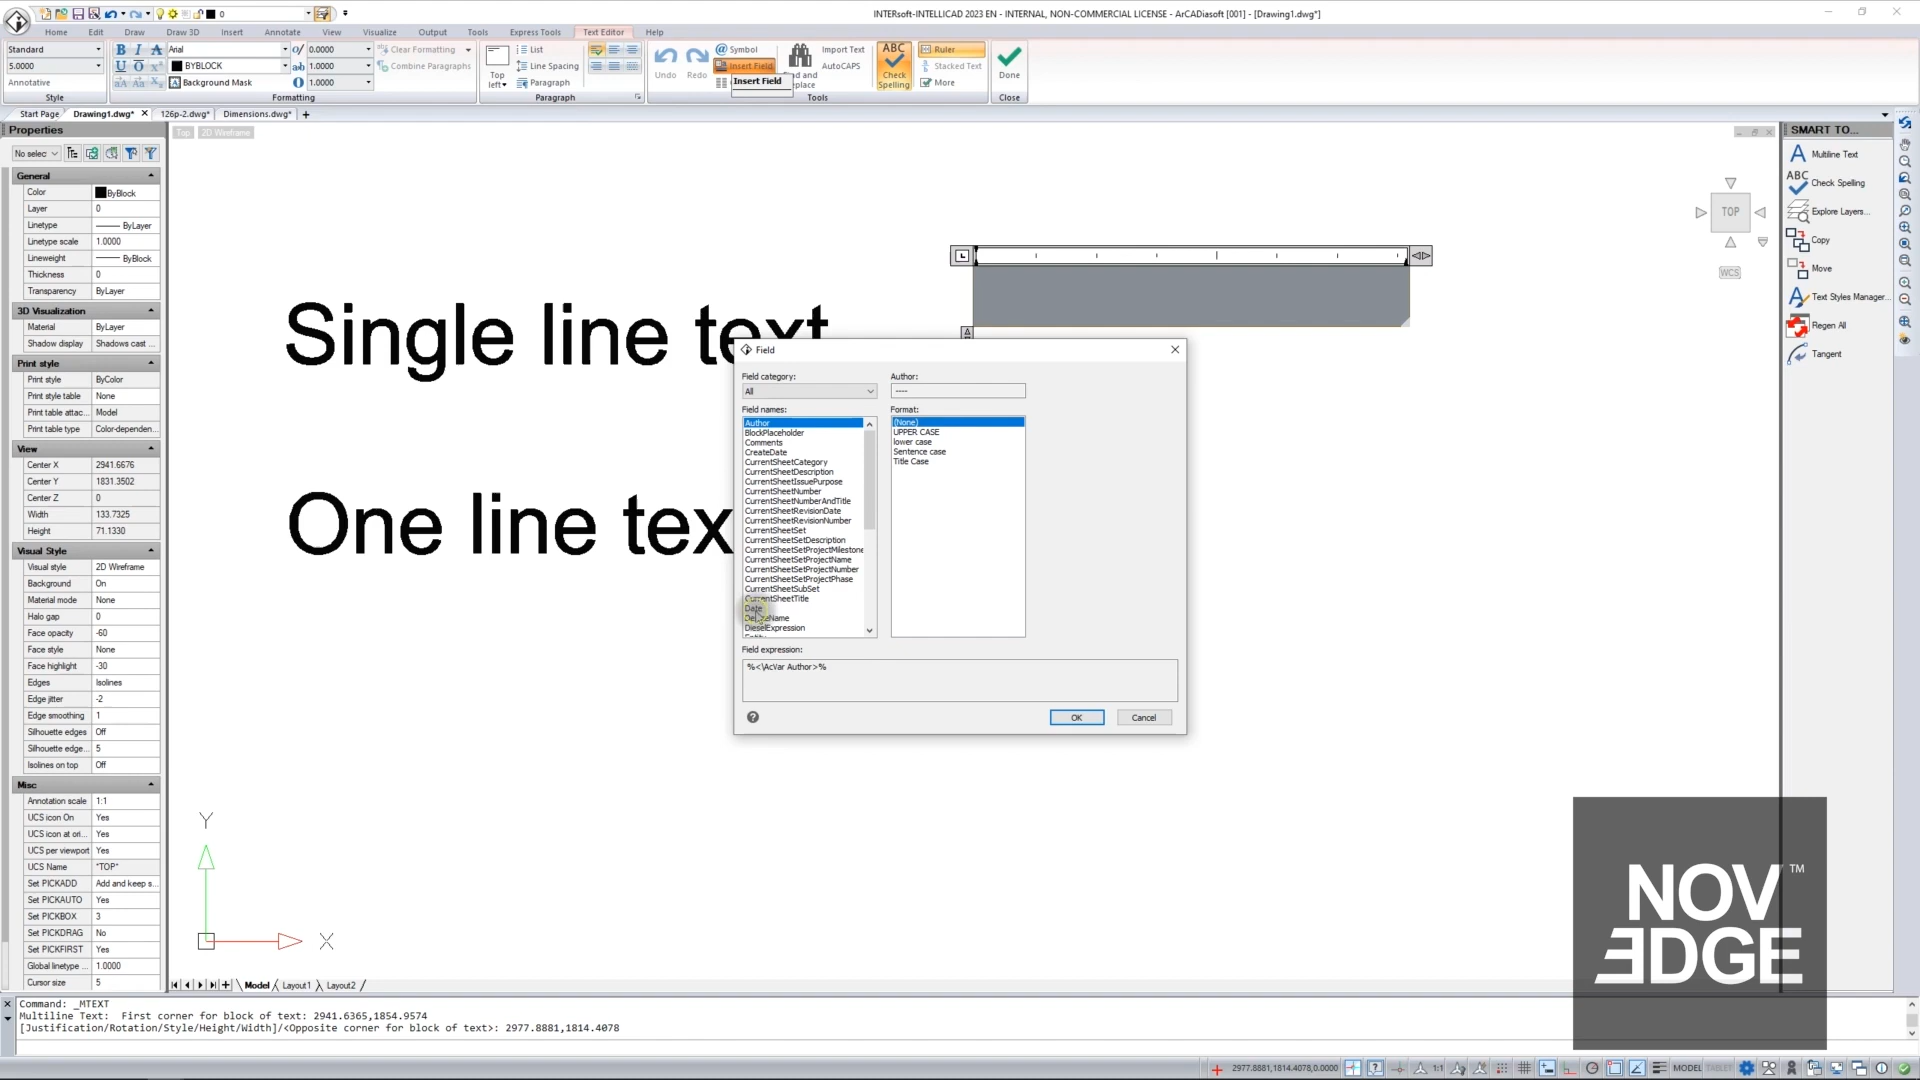 INTERsoft-INTELLICAD 2023 EN - INTERNAL, NON-COMMERCIAL LICENSE - ArCADiasoft [001] - [Drawing1.dwg*]
0
Home Edit Draw Draw 3D Insert Annotate View Visualize Output Tools Express Tools Text Editor Help
Standard
5.0000
Annotative
Style
Arial
BYBLOCK
Background Mask
0.0000
1.0000
1.0000
Clear Formatting
Combine Paragraphs
Formatting
Top left
List
Line Spacing
Paragraph
Paragraph
Undo
Redo
Symbol
Insert Field
Insert Field
Import Text
AutoCAPS
Tools
ABC
Check Spelling
Ruler
Stacked Text
More
Done
Close
Start Page Drawing1.dwg* 126p-2.dwg* Dimensions.dwg*
Properties
No selec
General
Color ByBlock
Layer 0
Linetype ByLayer
Linetype scale 1.0000
Lineweight ByBlock
Thickness 0
Transparency ByLayer
3D Visualization
Material ByLayer
Shadow display Shadows cast ...
Print style
Print style ByColor
Print style table None
Print table attac... Model
Print table type Color-dependen...
View
Center X 2941.6676
Center Y 1831.3502
Center Z 0
Width 133.7325
Height 71.1330
Visual Style
Visual style 2D Wireframe
Background On
Material mode None
Halo gap 0
Face opacity -60
Face style None
Face highlight -30
Edges Isolines
Edge jitter -2
Edge smoothing 1
Silhouette edges Off
Silhouette edge... 5
Isolines on top Off
Misc
Annotation scale 1:1
UCS icon On Yes
UCS icon at ori... Yes
UCS per viewport Yes
UCS Name "TOP"
Set PICKADD Add and keep s...
Set PICKAUTO Yes
Set PICKBOX 3
Set PICKDRAG No
Set PICKFIRST Yes
Global linetype ... 1.0000
Cursor size 5
Top 2D Wireframe
Single line text
One line tex
Y
X
TOP
WCS
Field
Field category:
All
Field names:
Author
BlockPlaceholder
Comments
CreateDate
CurrentSheetCategory
CurrentSheetDescription
CurrentSheetIssuePurpose
CurrentSheetNumber
CurrentSheetNumberAndTitle
CurrentSheetRevisionDate
CurrentSheetRevisionNumber
CurrentSheetSet
CurrentSheetSetDescription
CurrentSheetSetProjectMilestone
CurrentSheetSetProjectName
CurrentSheetSetProjectNumber
CurrentSheetSetProjectPhase
CurrentSheetSubSet
CurrentSheetTitle
Date
DieselExpression
Author:
----
Format:
(None)
UPPER CASE
lower case
Sentence case
Title Case
Field expression:
%<\AcVar Author>%
OK
Cancel
SMART TO...
Multiline Text
ABC Check Spelling
Explore Layers...
Copy
Move
Text Styles Manager...
Regen All
Tangent
NOV EDGE TM
Model Layout1 Layout2
Command: _MTEXT
Multiline Text: First corner for block of text: 2941.6365,1854.9574
[Justification/Rotation/Style/Height/Width]/<Opposite corner for block of text>: 2977.8881,1814.4078
2977.8881,1814.4078,0.0000
1:1
MODEL TABLET